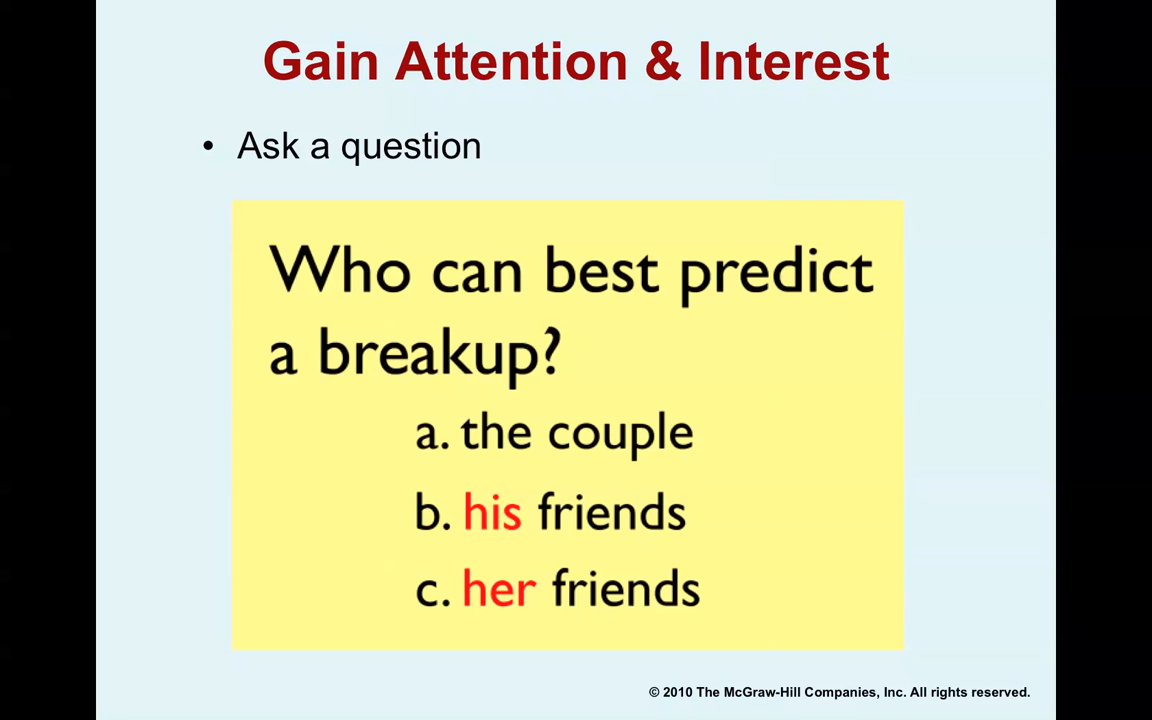 Gain Attention & Interest
• Ask a question
Who can best predict
a breakup?
a. the couple
b. his friends
c. her friends
© 2010 The McGraw-Hill Companies, Inc. All rights reserved.